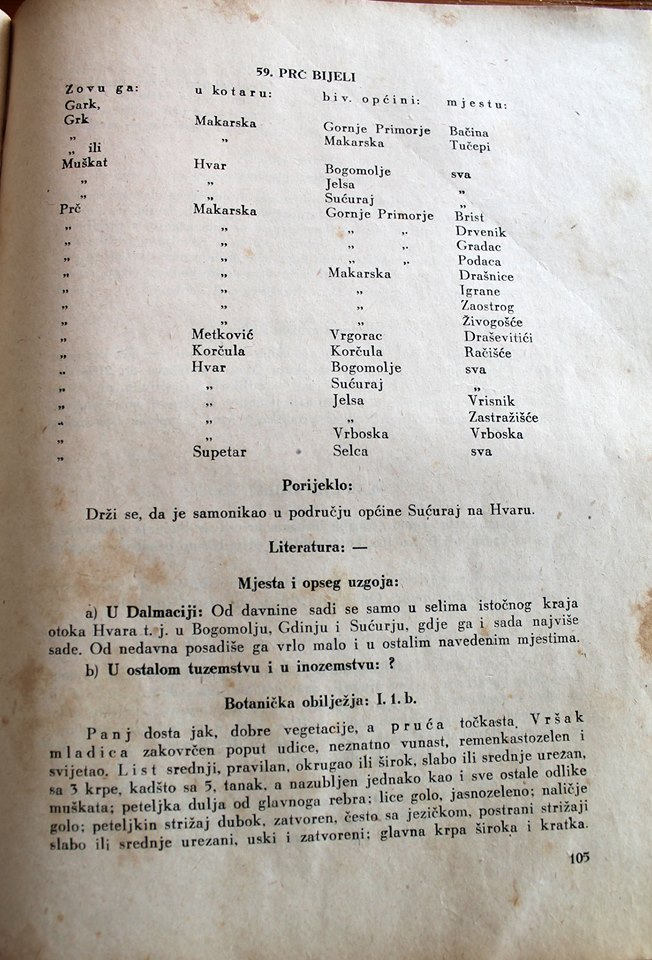 59. PRČ BIJELI
Zovu ga: u kotaru: biv. općini: mjestu:
Gark,
Grk Makarska Gornje Primorje Bačina
„ ili „ Makarska Tučepi
Muškat Hvar Bogomolje sva
„ „ Jelsa „
„ „ Sućuraj „
Prč Makarska Gornje Primorje Brist
„ „ „ „ Drvenik
„ „ „ „ Gradac
„ „ „ „ Podaca
„ „ Makarska Drašnice
„ „ „ Igrane
„ „ „ Zaostrog
„ „ „ Živogošće
„ Metković Vrgorac Draševitići
„ Korčula Korčula Račišće
„ Hvar Bogomolje sva
„ „ Sućuraj „
„ „ Jelsa Vrisnik
„ „ „ Zastražišće
„ „ Vrboska Vrboska
„ Supetar Selca sva
Porijeklo:
Drži se, da je samonikao u području općine Sućuraj na Hvaru.
Literatura: —
Mjesta i opseg uzgoja:
a) U Dalmaciji: Od davnine sadi se samo u selima istočnog kraja
otoka Hvara t. j. u Bogomolju, Gdinju i Sućurju, gdje ga i sada najviše
sade. Od nedavna posadiše ga vrlo malo i u ostalim navedenim mjestima.
b) U ostalom tuzemstvu i u inozemstvu: ?
Botanička obilježja: I. 1. b.
Panj dosta jak, dobre vegetacije, a pruća točkasta. Vršak
mladica zakovrčen poput udice, neznatno vunast, remenkastozelen i
svijetao. List srednji, pravilan, okrugao ili širok, slabo ili srednje urezan,
sa 3 krpe, kadšto sa 5, tanak, a nazubljen jednako kao i sve ostale odlike
muškata; peteljka dulja od glavnoga rebra; lice golo, jasnozeleno; naličje
golo; peteljkin strižaj dubok, zatvoren, često sa jezičkom, postrani strižaji
slabo ili srednje urezani, uski i zatvoreni; glavna krpa široka i kratka.
105